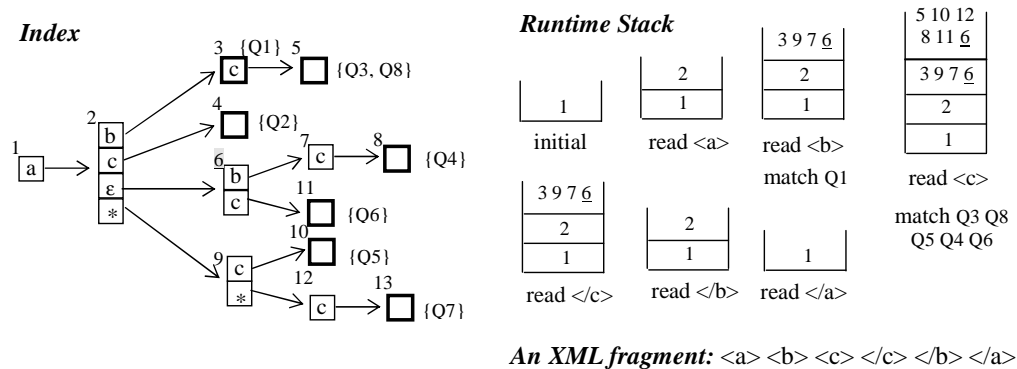 Index
3 {Q1} 5
c {Q3, Q8}
4
{Q2}
2
b
c
ε
*
1
a
6
b
c
7
c
8
{Q4}
11
{Q6}
10
{Q5}
9
c
*
12
c
13
{Q7}
Runtime Stack
1
initial
2
1
read <a>
3 9 7 6
2
1
read <b>
match Q1
5 10 12
8 11 6
3 9 7 6
2
1
read <c>
match Q3 Q8
Q5 Q4 Q6
3 9 7 6
2
1
read </c>
2
1
read </b>
1
read </a>
An XML fragment: <a> <b> <c> </c> </b> </a>